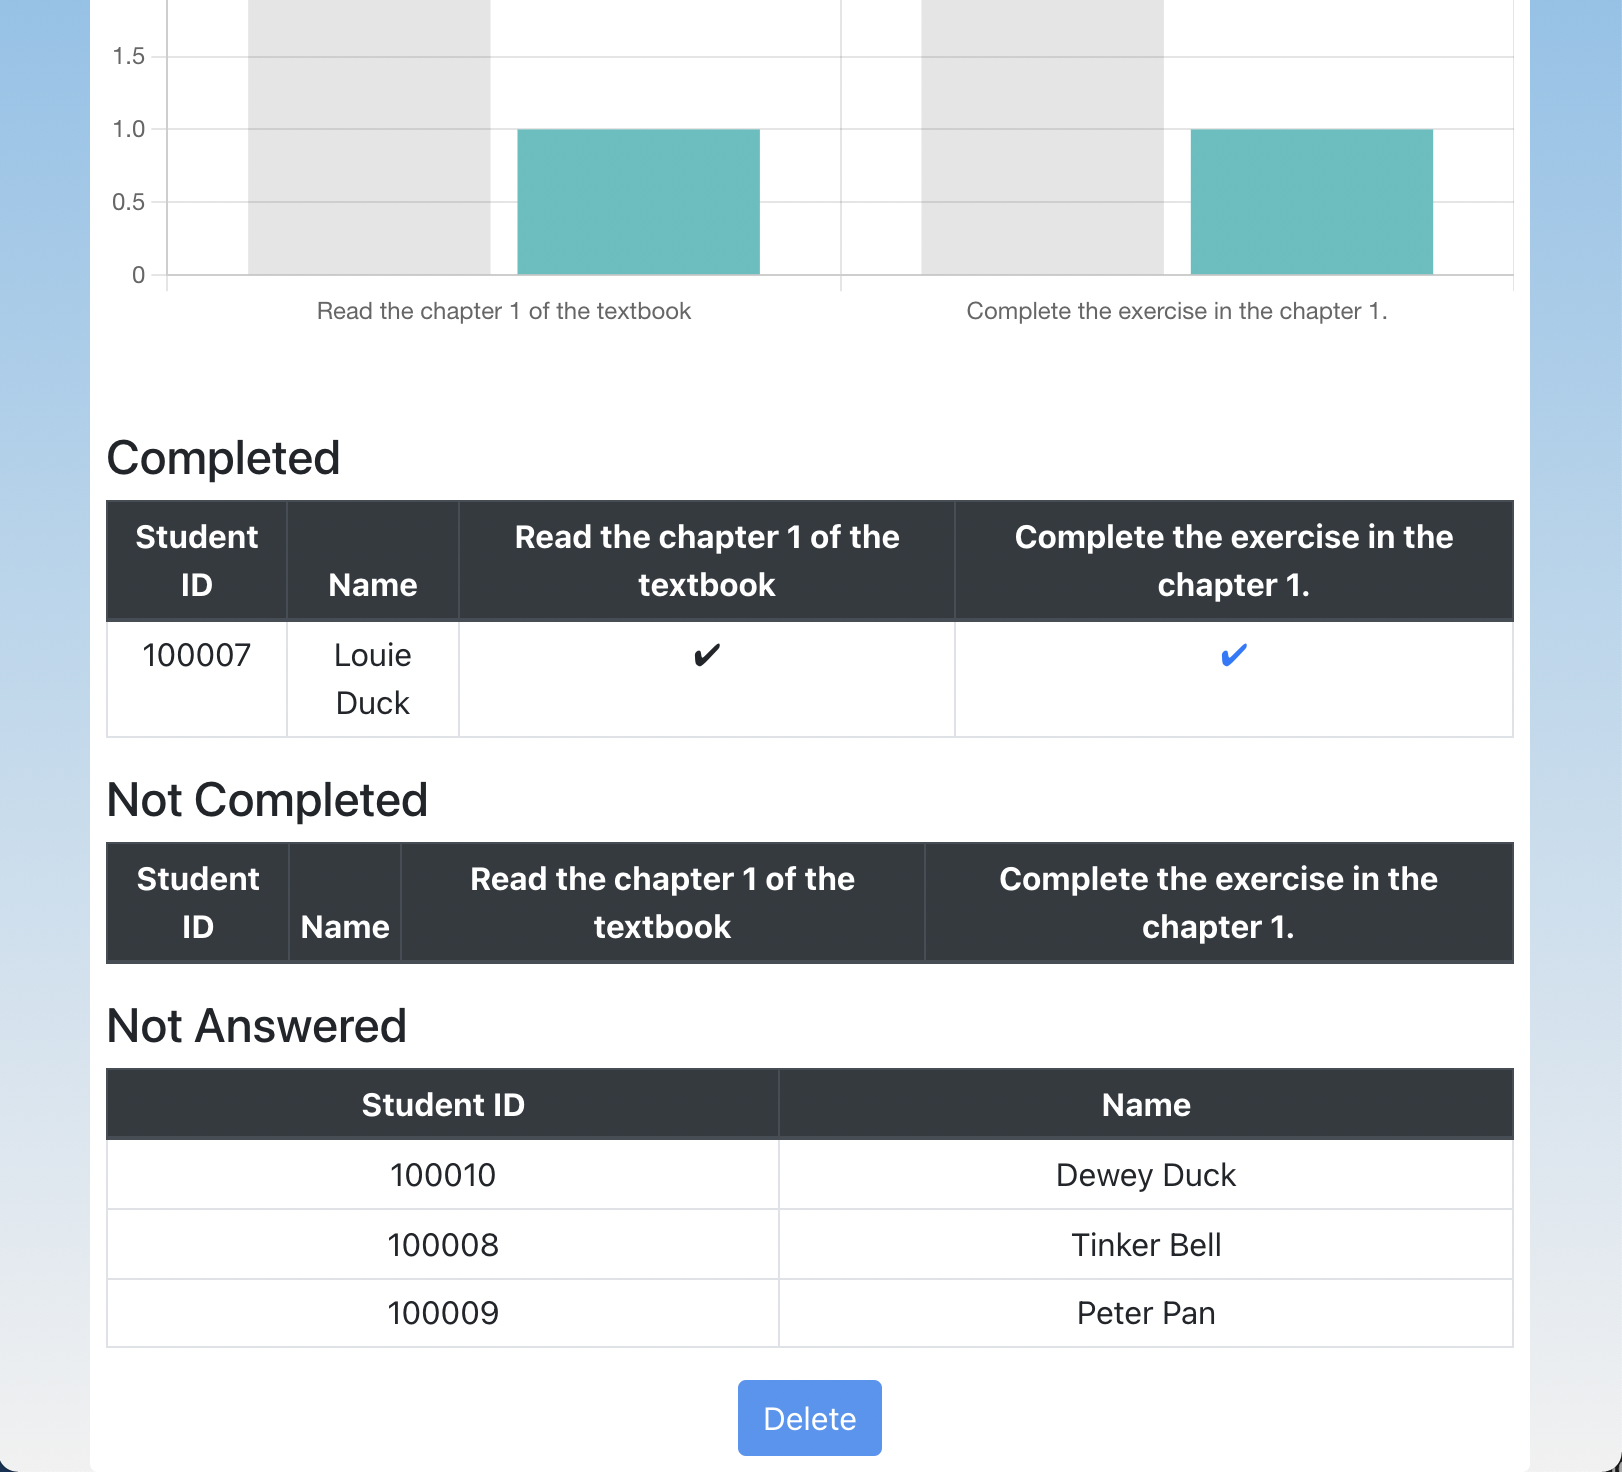 1.5
1.0
0.5
0
Read the chapter 1 of the textbook
Complete the exercise in the chapter 1.
Completed
Student ID
Name
Read the chapter 1 of the textbook
Complete the exercise in the chapter 1.
100007
Louie Duck
✔
✔
Not Completed
Student ID
Name
Read the chapter 1 of the textbook
Complete the exercise in the chapter 1.
Not Answered
Student ID
Name
100010
Dewey Duck
100008
Tinker Bell
100009
Peter Pan
Delete